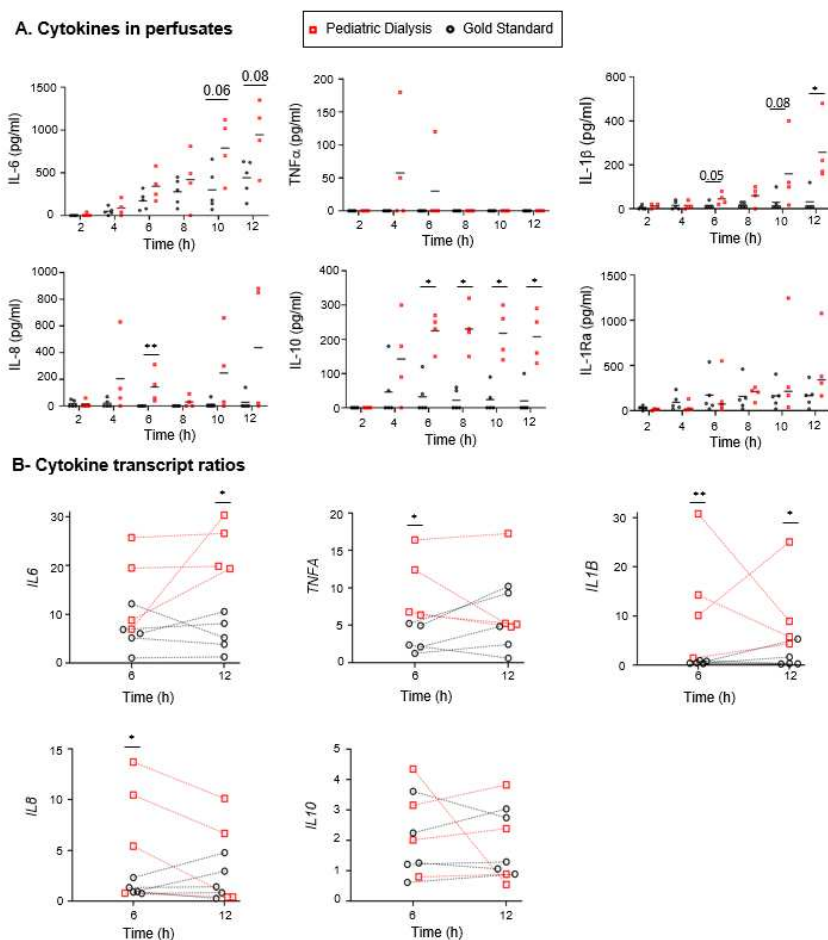 A. Cytokines in perfusates
Pediatric Dialysis Gold Standard
IL-6 (pg/ml)
1500
1000
500
0
0.06
0.08
2 4 6 8 10 12
Time (h)
TNFα (pg/ml)
200
150
100
50
0
2 4 6 8 10 12
Time (h)
IL-1β (pg/ml)
600
400
200
0
0.05
0.08
*
2 4 6 8 10 12
Time (h)
IL-8 (pg/ml)
1000
800
600
400
200
0
**
2 4 6 8 10 12
Time (h)
IL-10 (pg/ml)
400
300
200
100
0
* * * *
2 4 6 8 10 12
Time (h)
IL-1Ra (pg/ml)
1500
1000
500
0
2 4 6 8 10 12
Time (h)
B- Cytokine transcript ratios
IL6
30
20
10
0
*
6 12
Time (h)
TNFA
20
15
10
5
0
*
6 12
Time (h)
IL1B
30
20
10
0
**
*
6 12
Time (h)
IL8
15
10
5
0
*
6 12
Time (h)
IL10
5
4
3
2
1
0
6 12
Time (h)